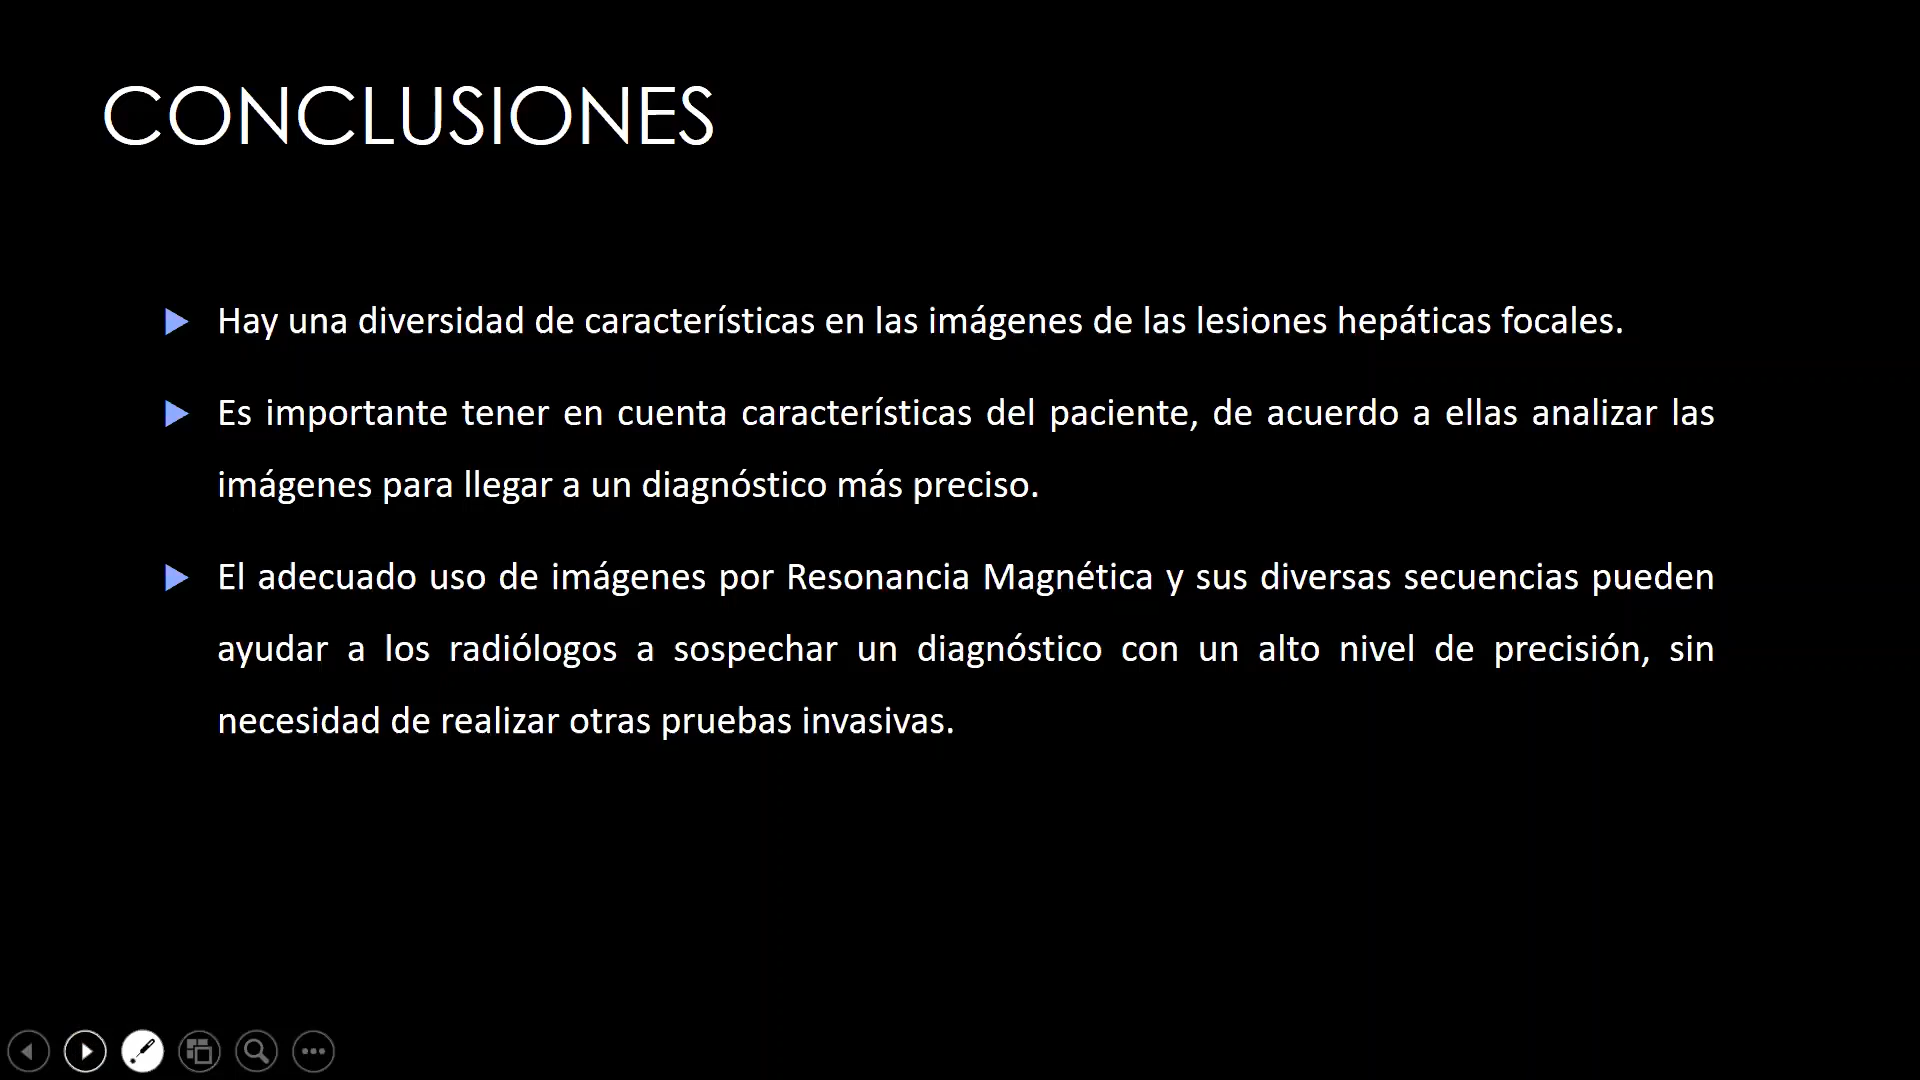 CONCLUSIONES
Hay una diversidad de características en las imágenes de las lesiones hepáticas focales.
Es importante tener en cuenta características del paciente, de acuerdo a ellas analizar las
imágenes para llegar a un diagnóstico más preciso.
El adecuado uso de imágenes por Resonancia Magnética y sus diversas secuencias pueden
ayudar a los radiólogos a sospechar un diagnóstico con un alto nivel de precisión, sin
necesidad de realizar otras pruebas invasivas.